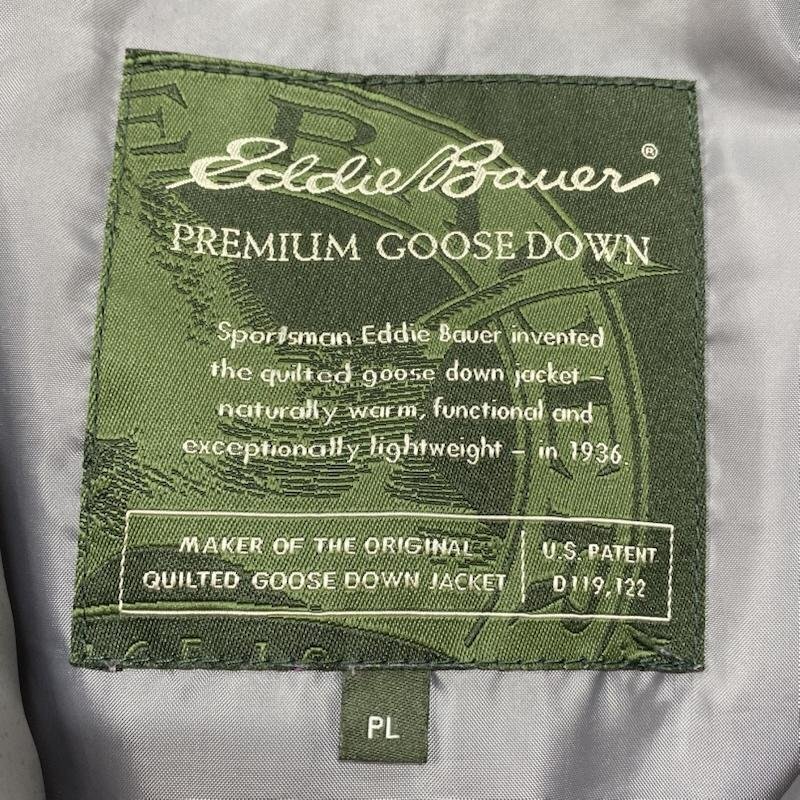 Eddie Bauer®
PREMIUM GOOSE DOWN
Sportsman Eddie Bauer invented
the quilted goose down jacket –
naturally warm, functional and
exceptionally lightweight – in 1936.
MAKER OF THE ORIGINAL
QUILTED GOOSE DOWN JACKET
U.S. PATENT
D119,122
PL